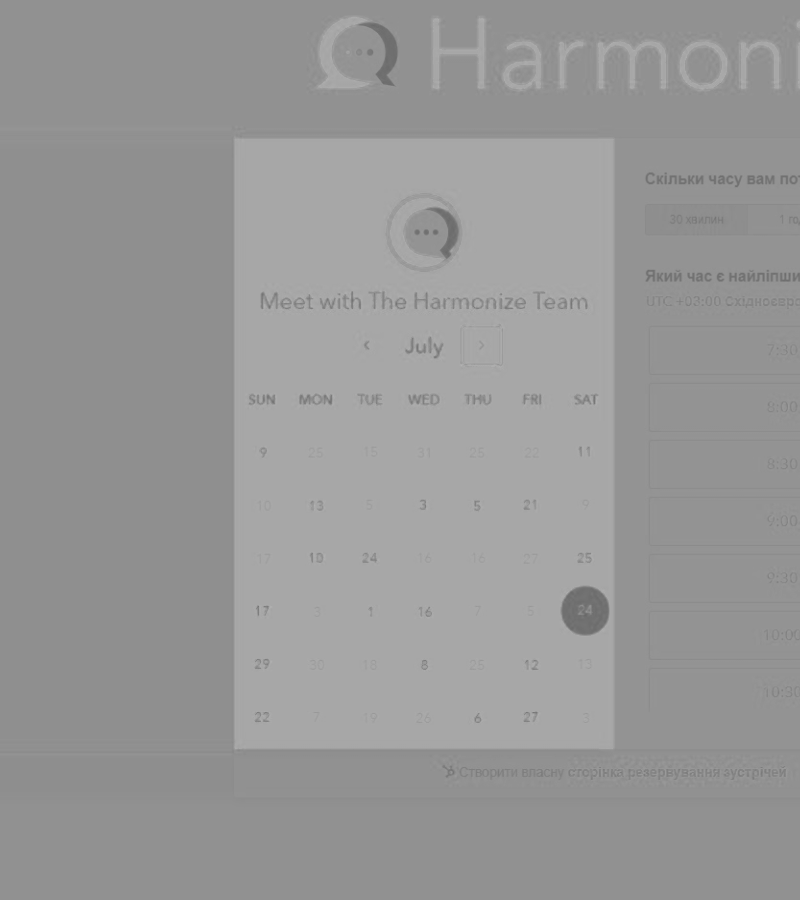 Harmoni
Meet with The Harmonize Team
July
SUN MON TUE WED THU FRI SAT
9 25 15 31 25 22 11
10 13 5 3 5 21 9
17 10 24 16 16 27 25
17 3 1 16 7 5 24
29 30 18 8 25 12 13
22 7 19 26 6 27 3
Скільки часу вам пот
30 хвилин 1 го
Який час є найліпши
UTC +03:00 Східноєвро
7:30
8:00
8:30
9:00
9:30
10:00
10:30
Створити власну сторінка резервування зустрічей